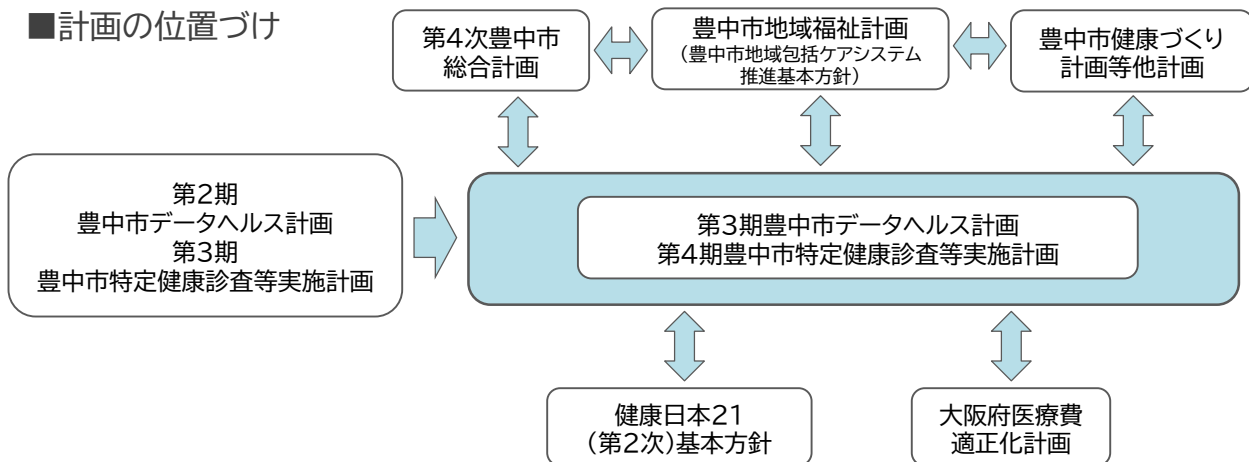 ■計画の位置づけ
第4次豊中市
総合計画
豊中市地域福祉計画
(豊中市地域包括ケアシステム
推進基本方針)
豊中市健康づくり
計画等他計画
第2期
豊中市データヘルス計画
第3期
豊中市特定健康診査等実施計画
第3期豊中市データヘルス計画
第4期豊中市特定健康診査等実施計画
健康日本21
(第2次)基本方針
大阪府医療費
適正化計画